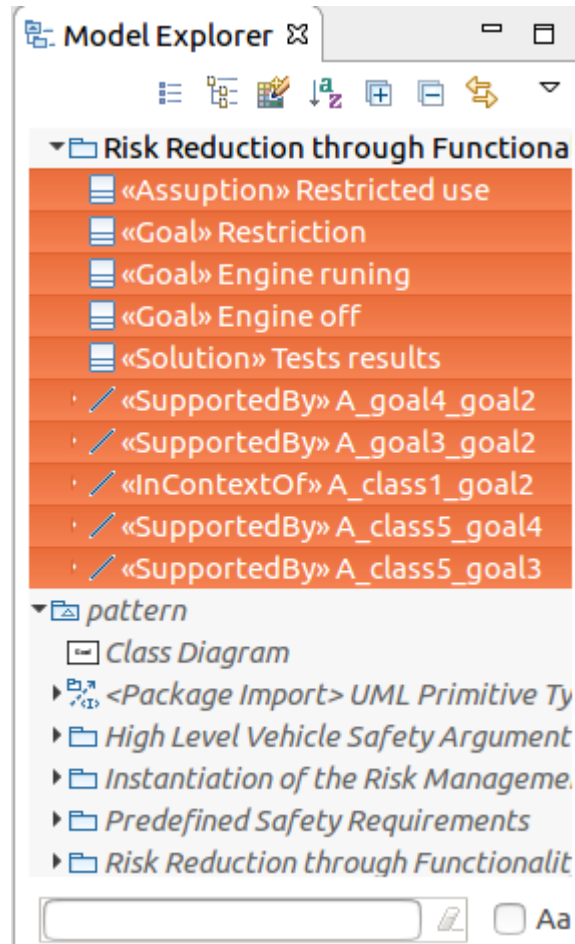 Model Explorer
Risk Reduction through Functiona
«Assuption» Restricted use
«Goal» Restriction
«Goal» Engine runing
«Goal» Engine off
«Solution» Tests results
«SupportedBy» A_goal4_goal2
«SupportedBy» A_goal3_goal2
«InContextOf» A_class1_goal2
«SupportedBy» A_class5_goal4
«SupportedBy» A_class5_goal3
pattern
Class Diagram
<Package Import> UML Primitive Ty
High Level Vehicle Safety Argument
Instantiation of the Risk Manageme
Predefined Safety Requirements
Risk Reduction through Functionalit
Aa